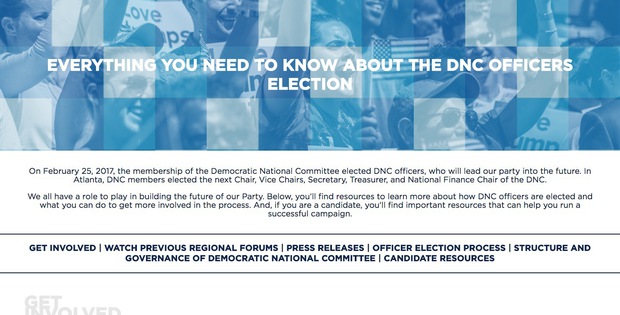 Love
EVERYTHING YOU NEED TO KNOW ABOUT THE DNC OFFICERS
ELECTION
On February 25, 2017, the membership of the Democratic National Committee elected DNC officers, who will lead our party into the future. In
Atlanta, DNC members elected the next Chair, Vice Chairs, Secretary, Treasurer, and National Finance Chair of the DNC.
We all have a role to play in building the future of our Party. Below, you'll find resources to learn more about how DNC officers are elected and
what you can do to get more involved in the process. And, if you are a candidate, you'll find important resources that can help you run a
successful campaign.
GET INVOLVED | WATCH PREVIOUS REGIONAL FORUMS | PRESS RELEASES | OFFICER ELECTION PROCESS | STRUCTURE AND
GOVERNANCE OF DEMOCRATIC NATIONAL COMMITTEE | CANDIDATE RESOURCES
GET
INVOLVED